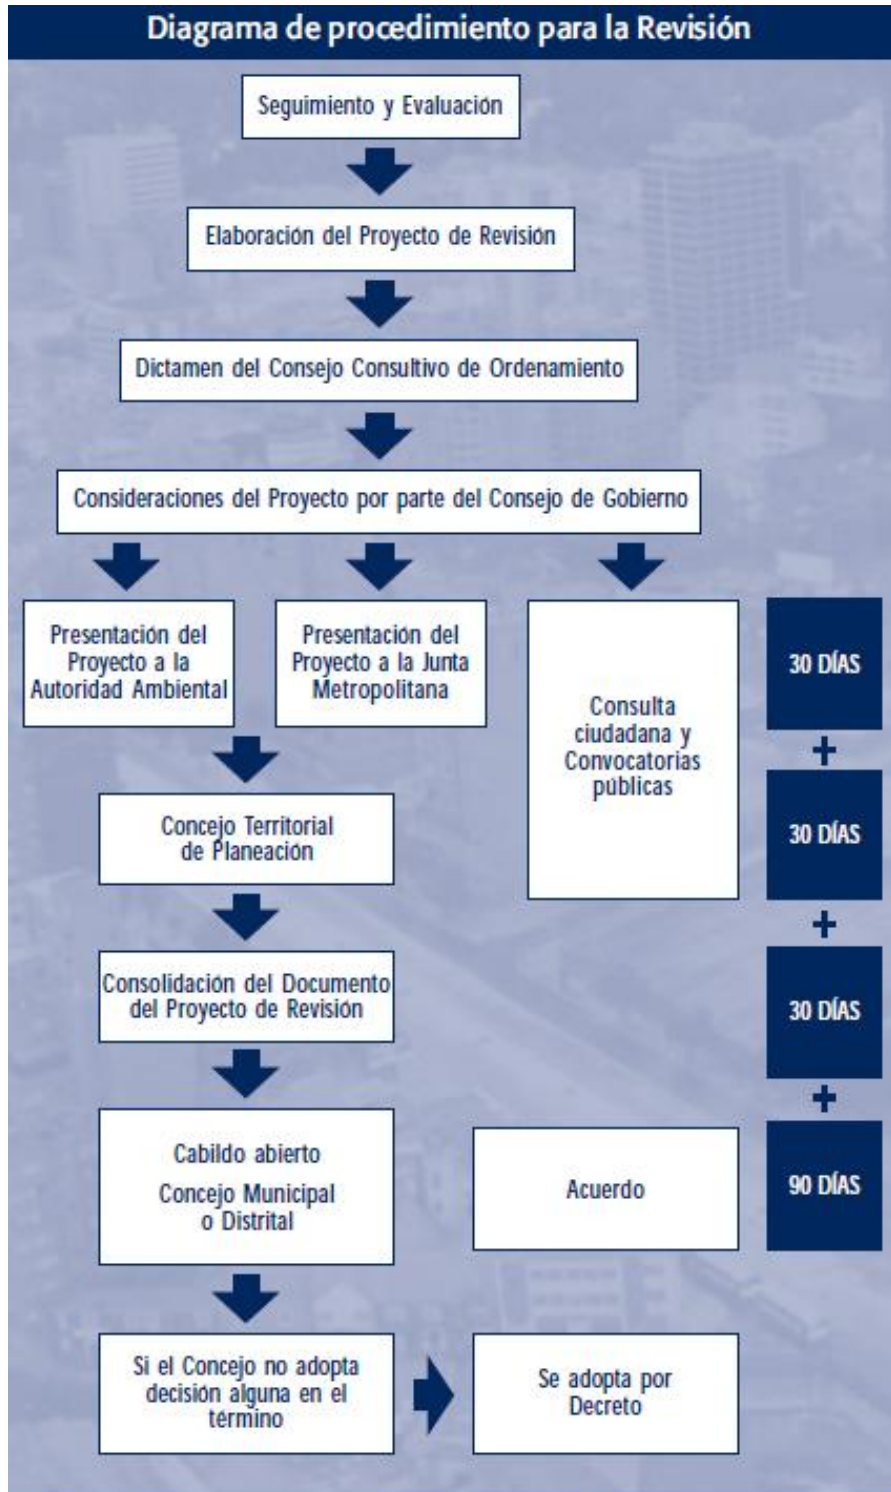 Diagrama de procedimiento para la Revisión
Seguimiento y Evaluación
Elaboración del Proyecto de Revisión
Dictamen del Consejo Consultivo de Ordenamiento
Consideraciones del Proyecto por parte del Consejo de Gobierno
Presentación del
Proyecto a la
Autoridad Ambiental
Presentación del
Proyecto a la Junta
Metropolitana
Consulta
ciudadana y
Convocatorias
públicas
30 DÍAS
+
30 DÍAS
Concejo Territorial
de Planeación
+
Consolidación del Documento
del Proyecto de Revisión
30 DÍAS
+
Cabildo abierto
Concejo Municipal
o Distrital
Acuerdo
90 DÍAS
Si el Concejo no adopta
decisión alguna en el
término
Se adopta por
Decreto